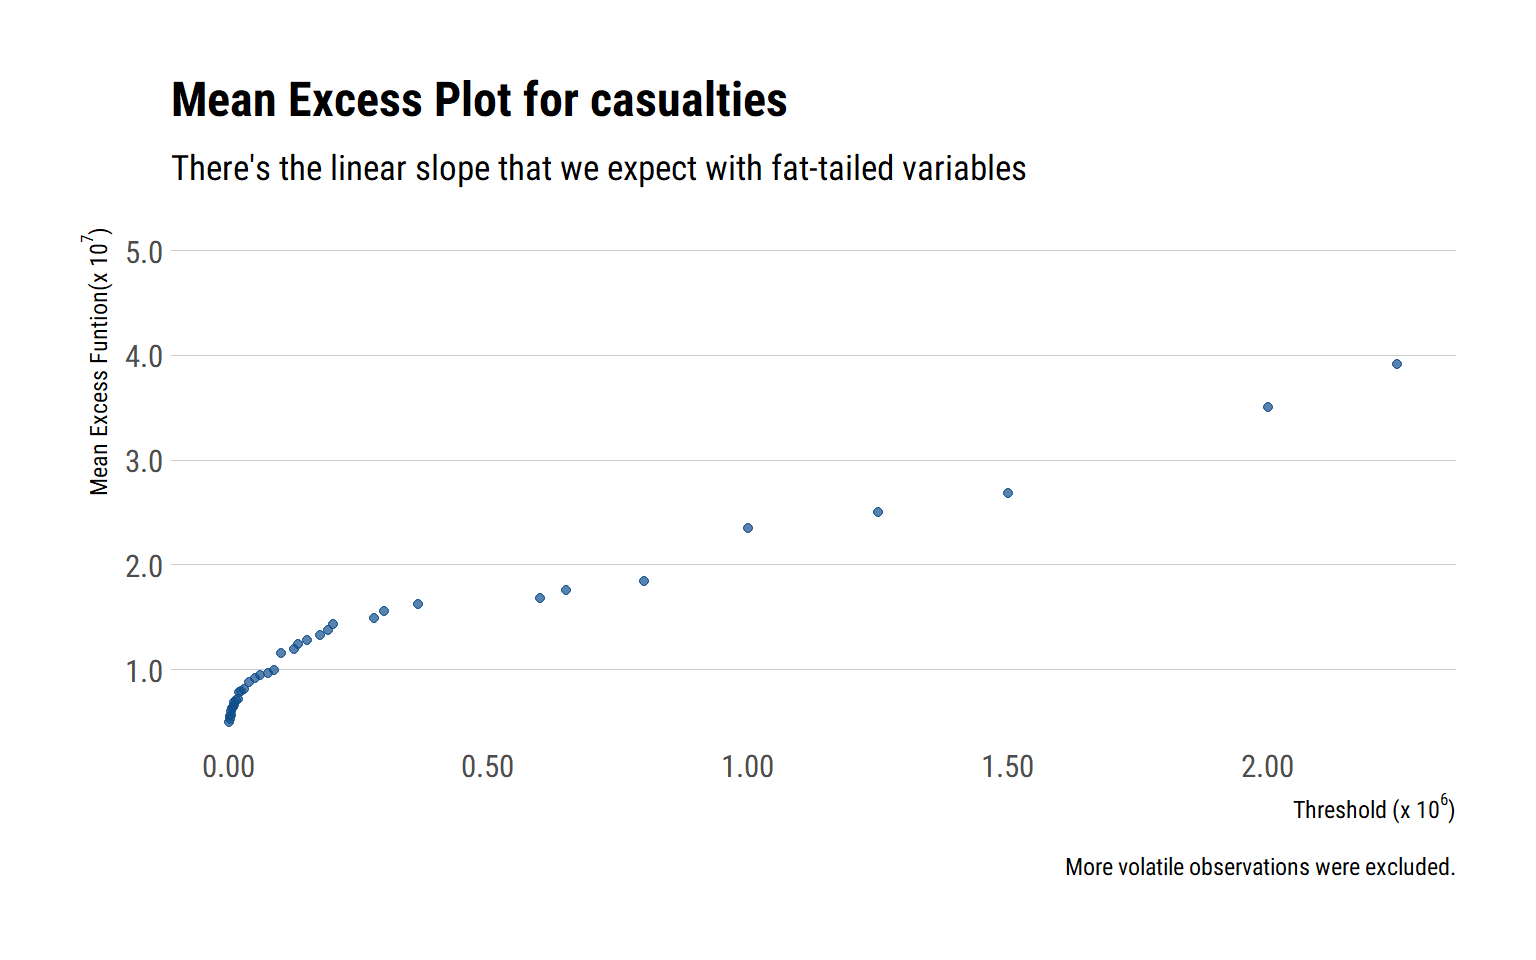 Mean Excess Plot for casualties
There's the linear slope that we expect with fat-tailed variables
Mean Excess Funtion(x 10⁷)
5.0
4.0
3.0
2.0
1.0
0.00 0.50 1.00 1.50 2.00
Threshold (x 10⁶)
More volatile observations were excluded.